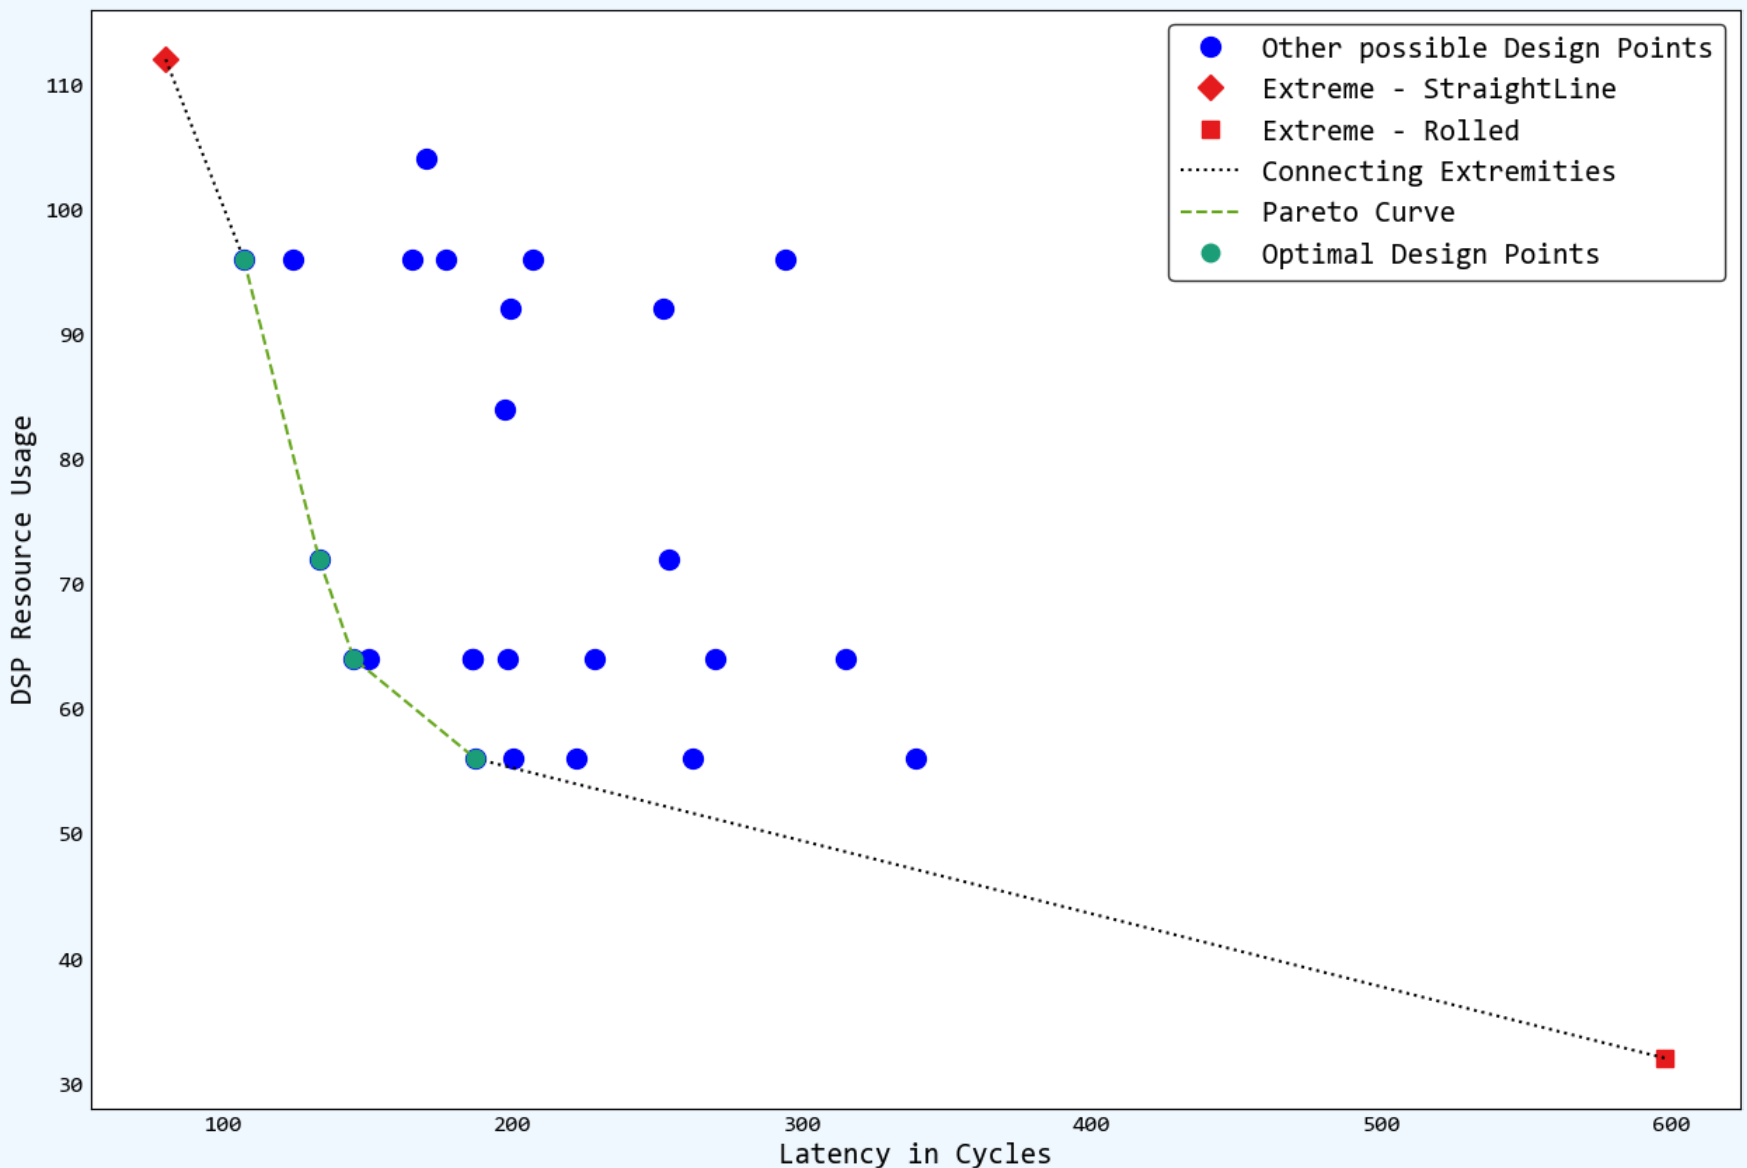 Other possible Design Points
Extreme - StraightLine
Extreme - Rolled
Connecting Extremities
Pareto Curve
Optimal Design Points
DSP Resource Usage
110
100
90
80
70
60
50
40
30
100 200 300 400 500 600
Latency in Cycles